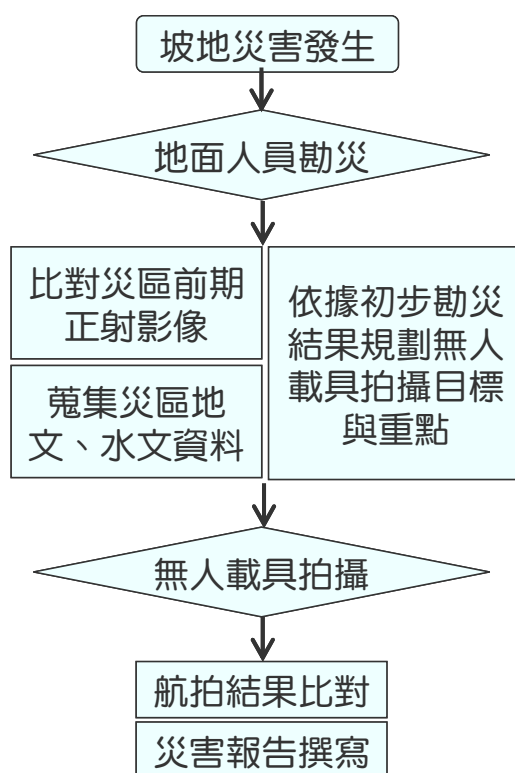 坡地災害發生
地面人員勘災
比對災區前期
正射影像
蒐集災區地
文、水文資料
依據初步勘災
結果規劃無人
載具拍攝目標
與重點
無人載具拍攝
航拍結果比對
災害報告撰寫